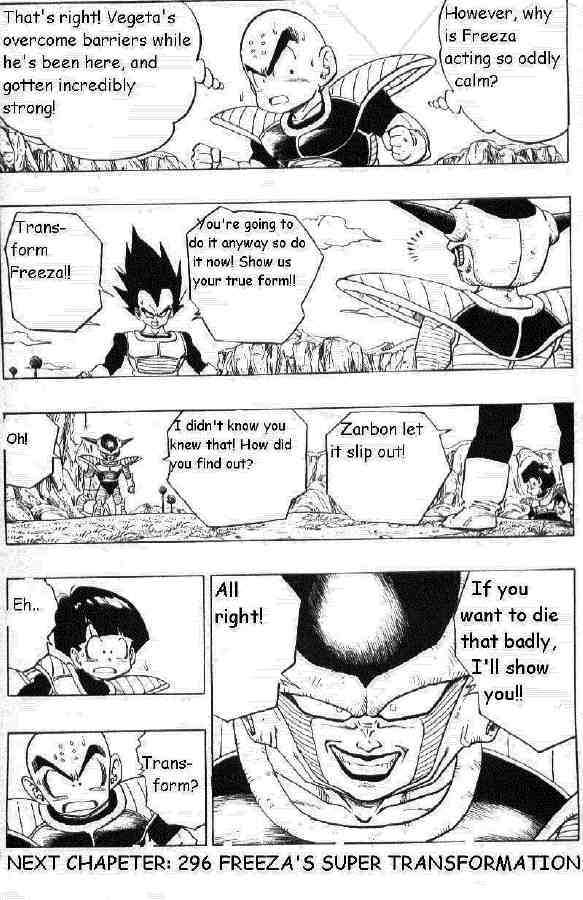 That's right! Vegeta's
overcome barriers while
he's been here, and
gotten incredibly
strong!
However, why
is Freeza
acting so oddly
calm?
Trans-
form
Freeza!!
You're going to
do it anyway so do
it now! Show us
your true form!!
Oh!
I didn't know you
knew that! How did
you find out?
Zarbon let
it slip out!
Eh..
Trans-
form?
All
right!
If you
want to die
that badly,
I'll show
you!!
NEXT CHAPETER: 296 FREEZA'S SUPER TRANSFORMATION